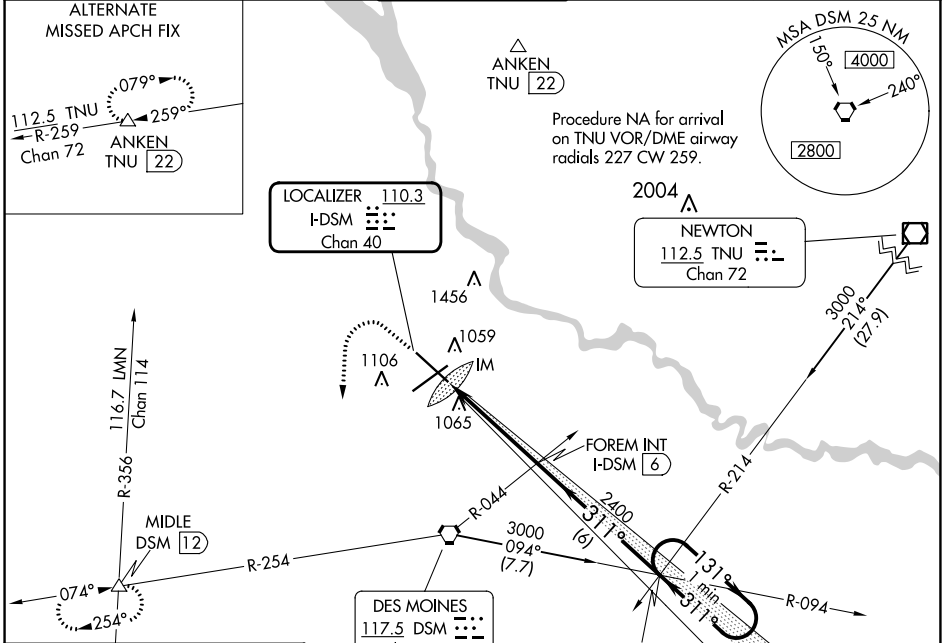 ALTERNATE
MISSED APCH FIX
079°
259°
112.5 TNU
R-259
Chan 72
ANKEN
TNU 22
ANKEN
TNU 22
MSA DSM 25 NM
150°
4000
240°
2800
Procedure NA for arrival
on TNU VOR/DME airway
radials 227 CW 259.
2004
LOCALIZER 110.3
I-DSM
Chan 40
NEWTON
112.5 TNU
Chan 72
3000
214°
(27.9)
1456
1059
1106
IM
1065
116.7 LMN
Chan 114
R-356
FOREM INT
I-DSM 6
R-214
R-044
2400
311°
(6)
MIDLE
DSM 12
R-254
3000
094°
(7.7)
131°
1 min
311°
R-094
074°
254°
DES MOINES
117.5 DSM